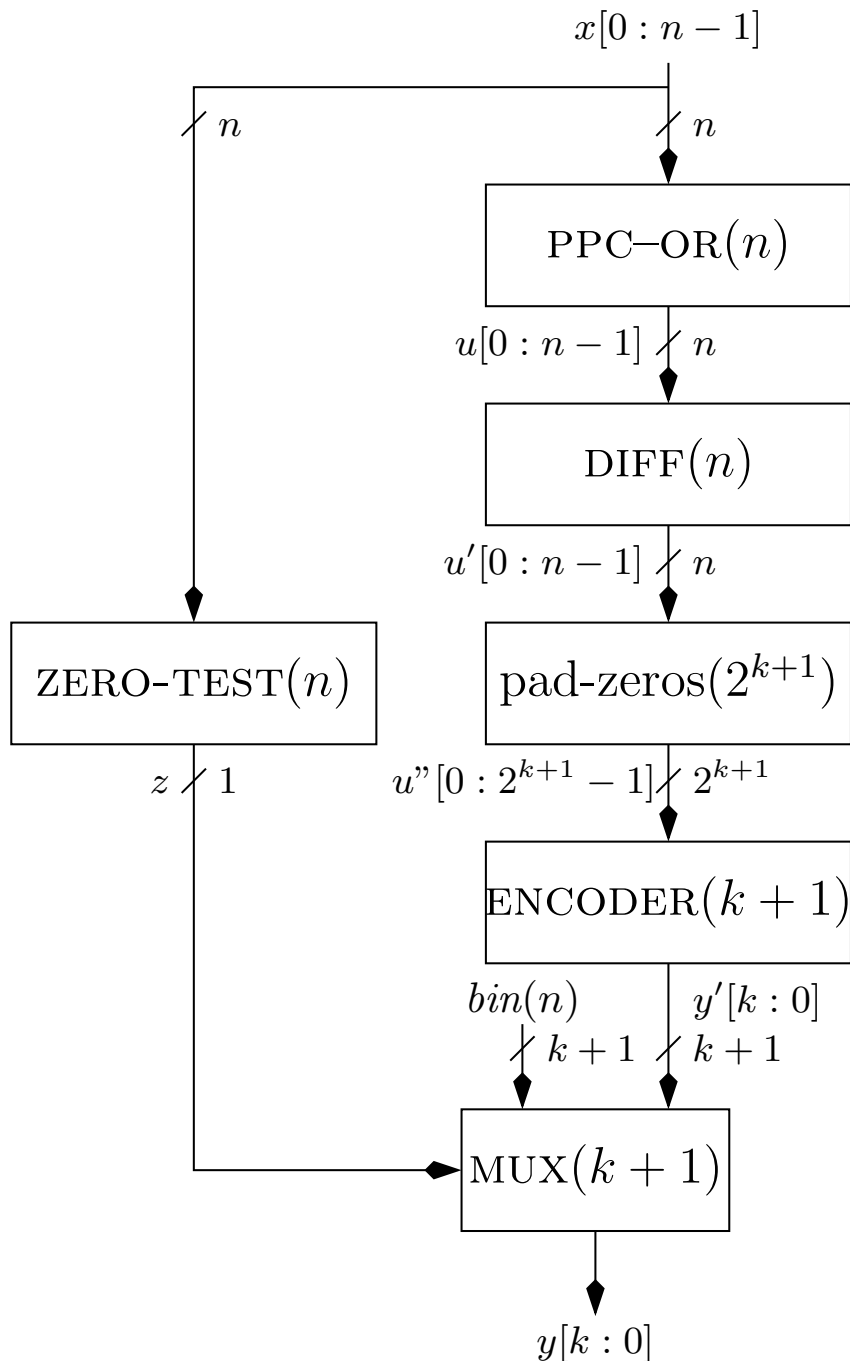 x[0 : n − 1]
n
n
PPC–OR(n)
u[0 : n − 1]
n
DIFF(n)
u'[0 : n − 1]
n
ZERO-TEST(n)
pad-zeros(2^{k+1})
z
1
u”[0 : 2^{k+1} − 1]
2^{k+1}
ENCODER(k + 1)
bin(n)
y'[k : 0]
k + 1
k + 1
MUX(k + 1)
y[k : 0]